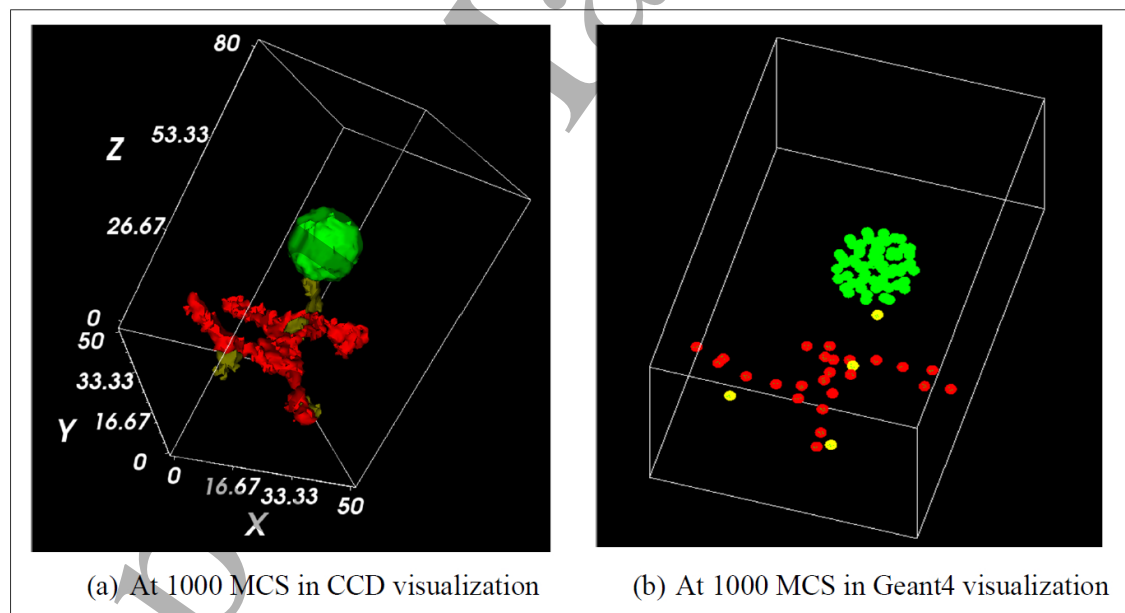 80
Z
53.33
26.67
0
50
33.33
Y
16.67
0
0
16.67
33.33
50
X
(a) At 1000 MCS in CCD visualization
(b) At 1000 MCS in Geant4 visualization